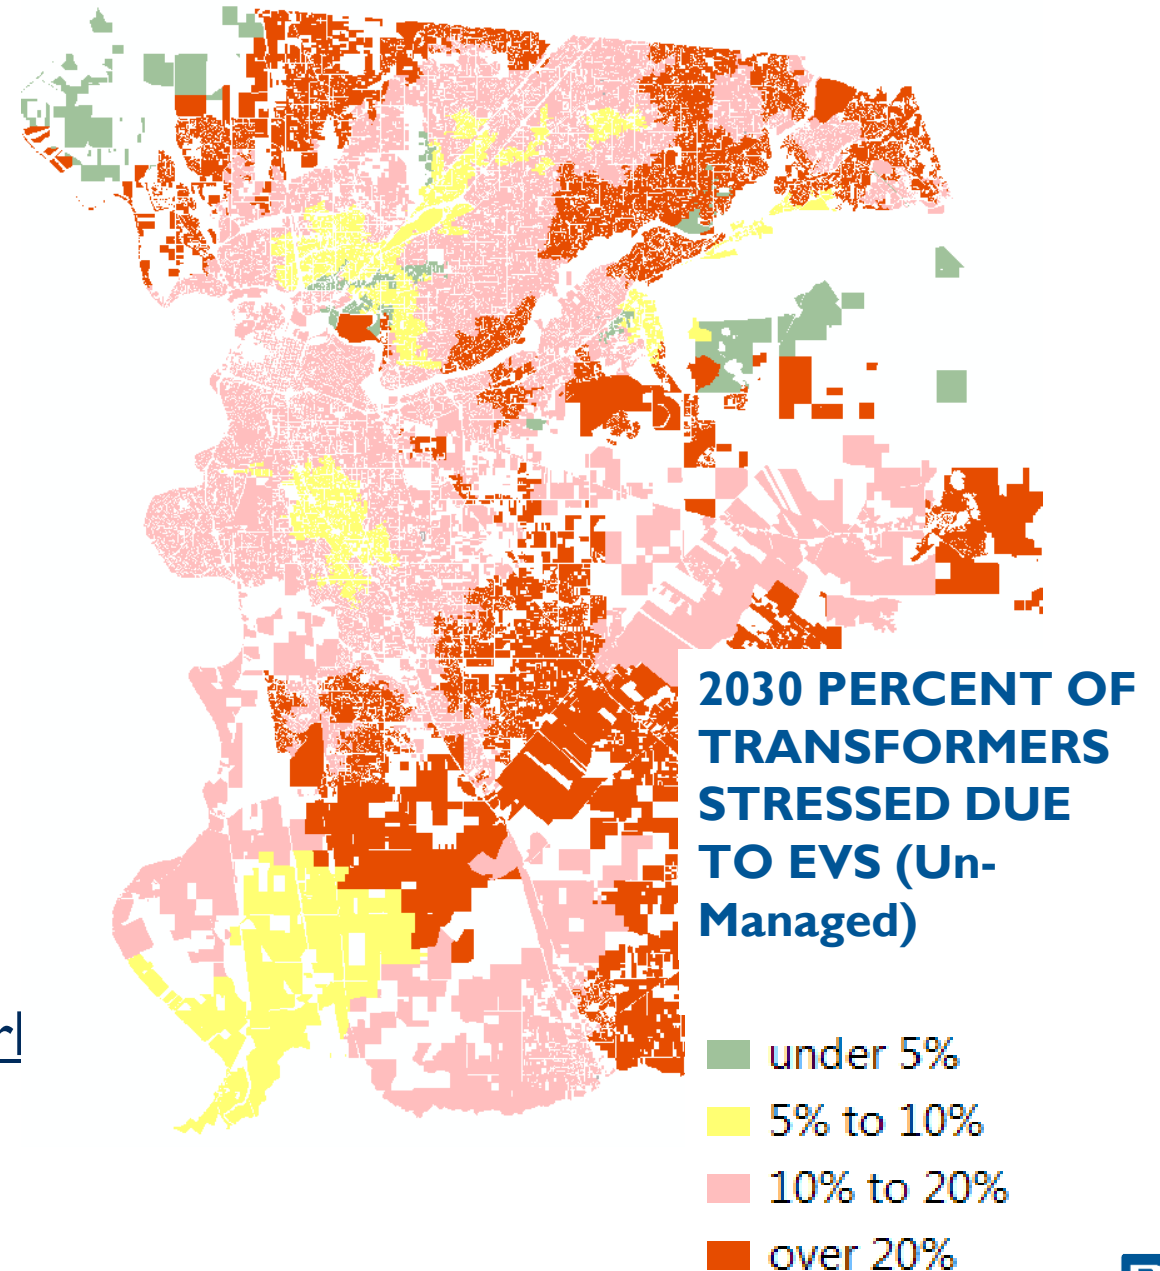 2030 PERCENT OF
TRANSFORMERS
STRESSED DUE
TO EVS (Un-
Managed)
under 5%
5% to 10%
10% to 20%
over 20%